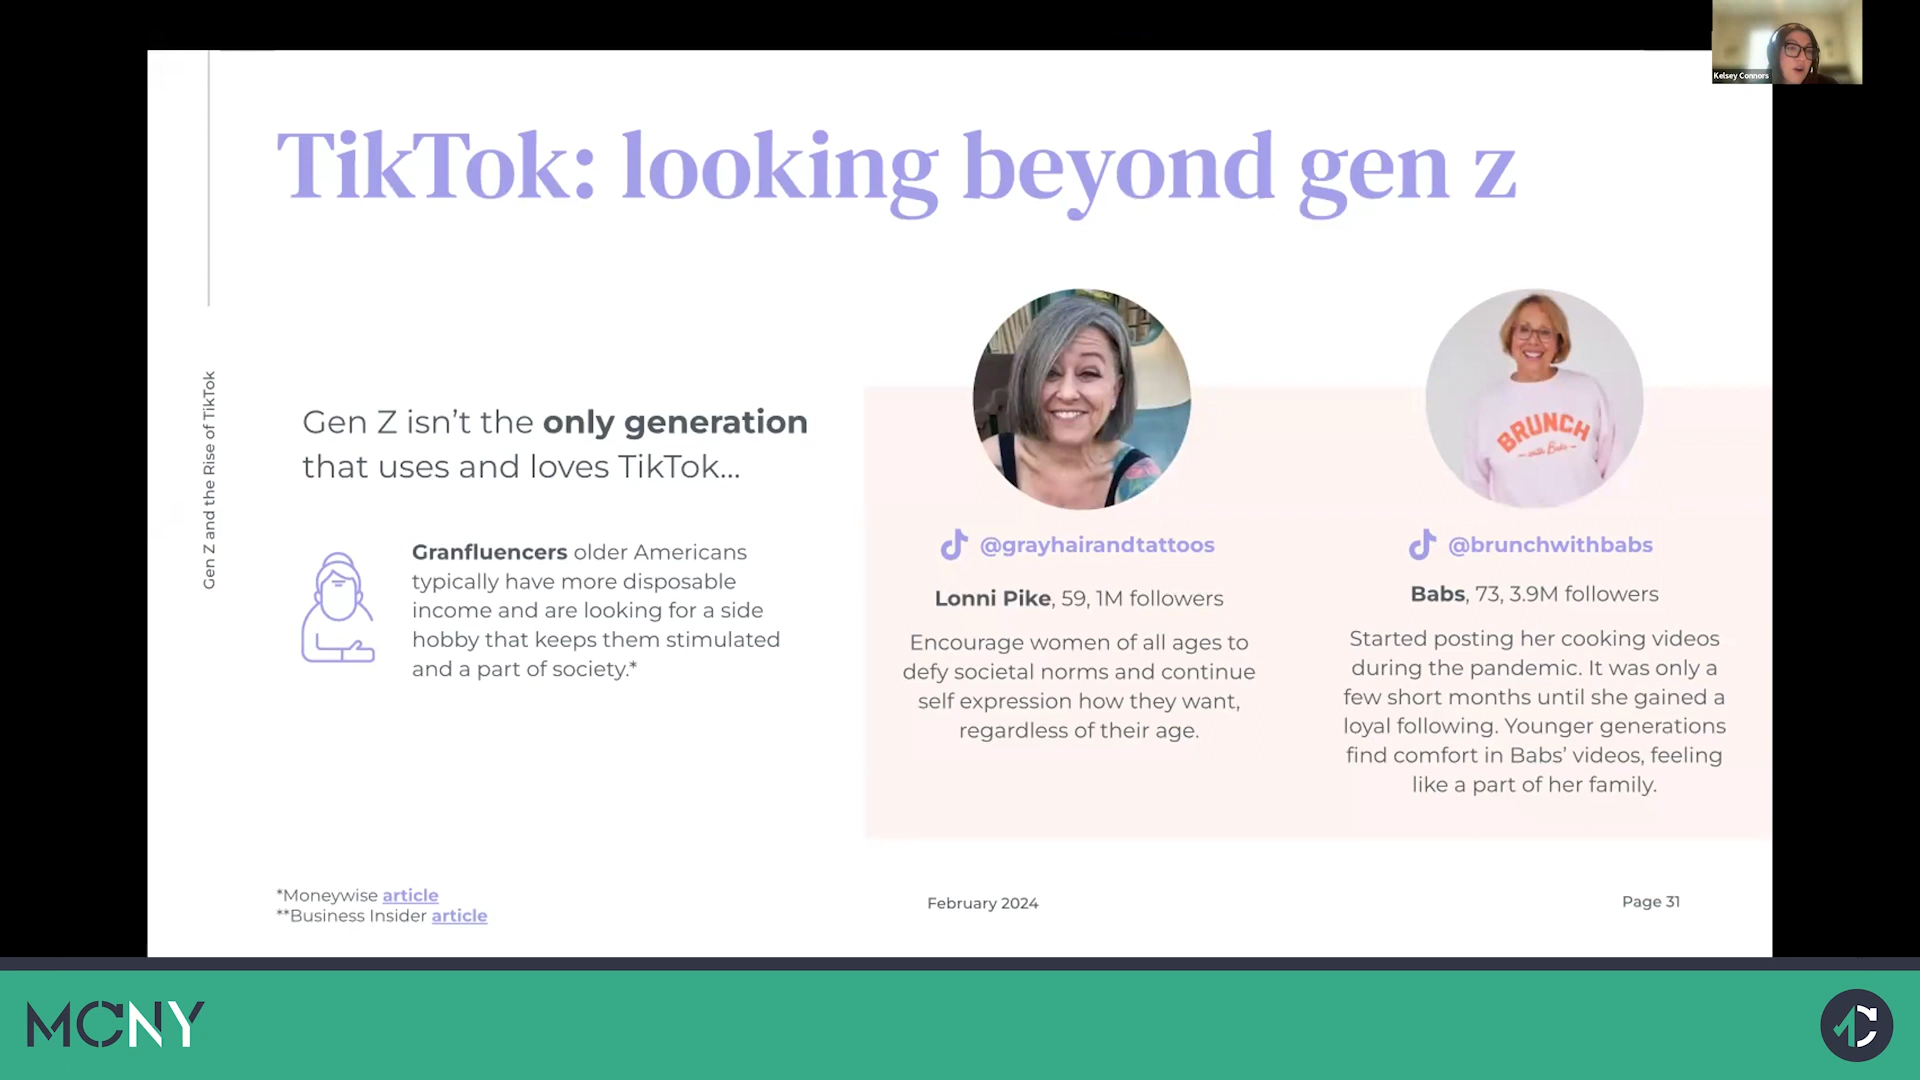 Kelsey Connors
TikTok: looking beyond gen z
Gen Z and the Rise of TikTok
Gen Z isn’t the only generation
that uses and loves TikTok...
Granfluencers older Americans
typically have more disposable
income and are looking for a side
hobby that keeps them stimulated
and a part of society.*
@grayhairandtattoos
Lonni Pike, 59, 1M followers
Encourage women of all ages to
defy societal norms and continue
self expression how they want,
regardless of their age.
BRUNCH
with Babs
@brunchwithbabs
Babs, 73, 3.9M followers
Started posting her cooking videos
during the pandemic. It was only a
few short months until she gained a
loyal following. Younger generations
find comfort in Babs’ videos, feeling
like a part of her family.
*Moneywise article
**Business Insider article
February 2024
Page 31
MCNY